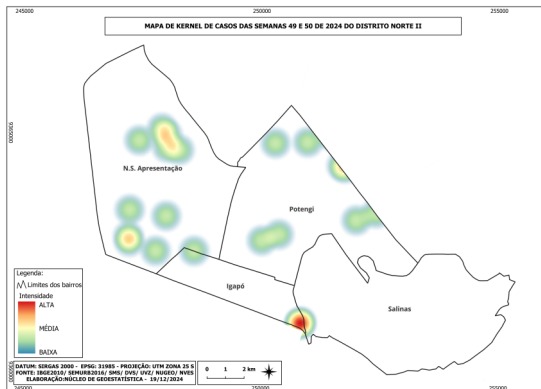 245000
250000
255000
MAPA DE KERNEL DE CASOS DAS SEMANAS 49 E 50 DE 2024 DO DISTRITO NORTE II
N.S. Apresentação
Potengi
Igapó
Salinas
Legenda:
Limites dos bairros
Intensidade
ALTA
MÉDIA
BAIXA
DATUM: SIRGAS 2000 - EPSG: 31985 - PROJEÇÃO: UTM ZONA 25 S
FONTE: IBGE2010/ SEMURB2016/ SMS/ DVS/ UVZ/ NUGEO/ NVES
ELABORAÇÃO:NÚCLEO DE GEOESTATÍSTICA - 19/12/2024
0 1 2 km
245000
250000
255000